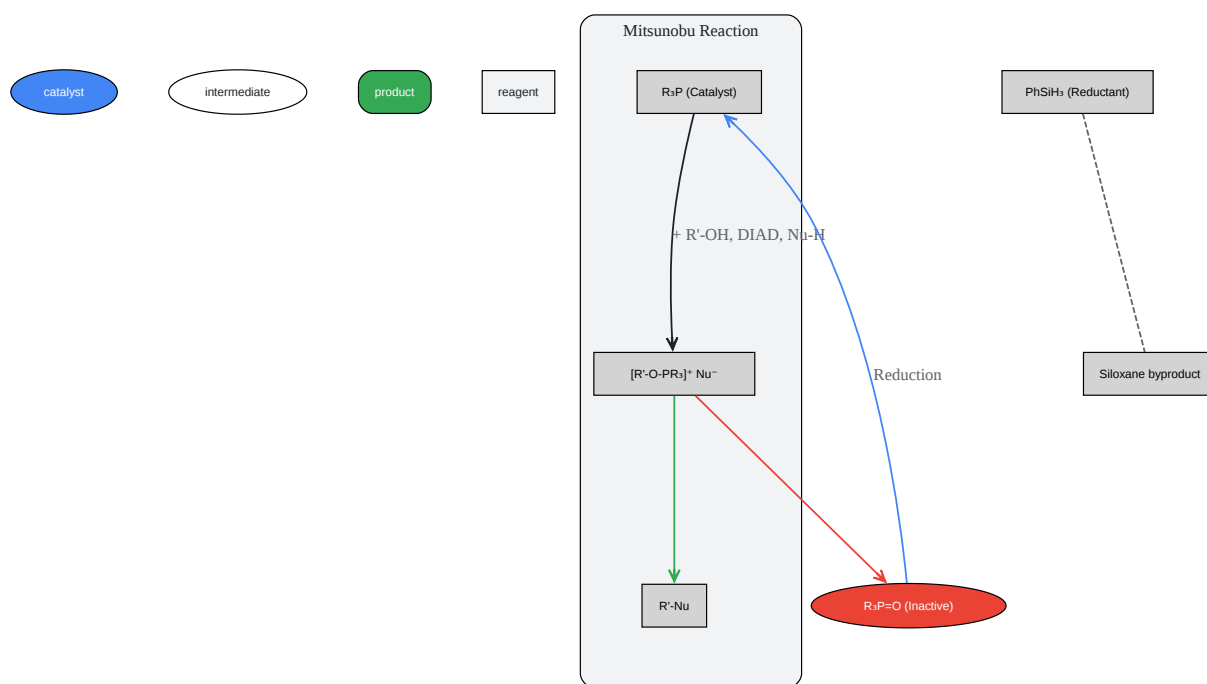 Mitsunobu Reaction
catalyst
intermediate
product
reagent
R₃P (Catalyst)
PhSiH₃ (Reductant)
+ R'-OH, DIAD, Nu-H
[R'-O-PR₃]⁺ Nu⁻
Reduction
Siloxane byproduct
R'-Nu
R₃P=O (Inactive)